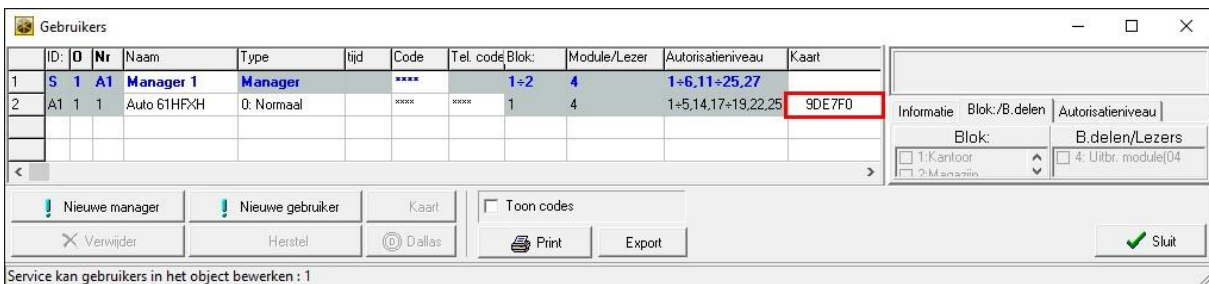 Gebruikers
ID: O Nr Naam Type tijd Code Tel. code Blok: Module/Lezer Autorisatieniveau Kaart
1 S 1 A1 Manager 1 Manager **** 1÷2 4 1÷6,11÷25,27
2 A1 1 1 Auto 61HFXH 0: Normaal **** **** 1 4 1÷5,14,17÷19,22,25 9DE7F0
Informatie Blok:/B.delen Autorisatieniveau
Blok: B.delen/Lezers
1:Kantoor 4: Uitbr. module(04
2:Magazijn
Nieuwe manager Nieuwe gebruiker Kaart Toon codes
Verwijder Herstel Dallas Print Export Sluit
Service kan gebruikers in het object bewerken : 1